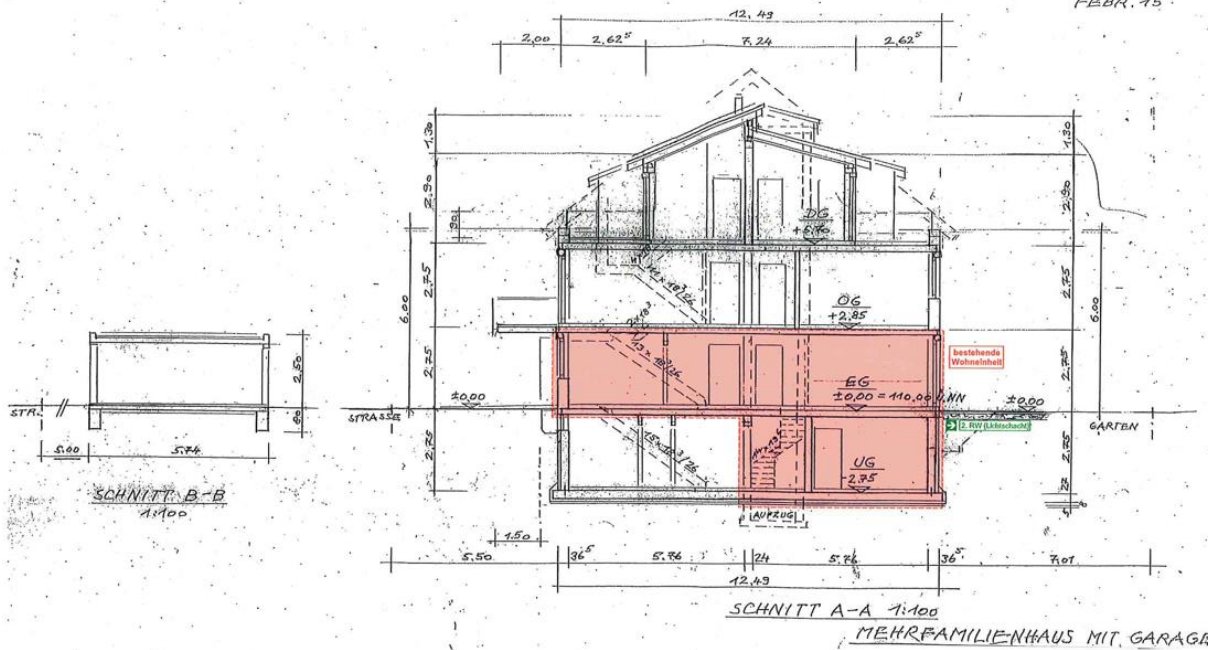 FEBR. 15
12,49
2,00 2,62⁵ 7,24 2,62⁵
1.30
1.30
2,90
2,90
90
DG
+5,70
2.75
2.75
6.00
6.00
OG
+2,85
13 x 18³/26
bestehende
Wohneinheit
2,50
2.75
2.75
EG
±0,00 = 110,00 Ü.NN
±0,00
±0,00
STR.
STRASSE
2. RW (Lichtschacht)
GARTEN
5.00 5.74
2.75
2.75
UG
-2.75
SCHNITT B-B
1:100
AUFZUG
1.50
5.50 36⁵ 5.76 24 5.76 36⁵ 7,01
12,49
SCHNITT A-A 1:100
MEHRFAMILIENHAUS MIT GARAGE